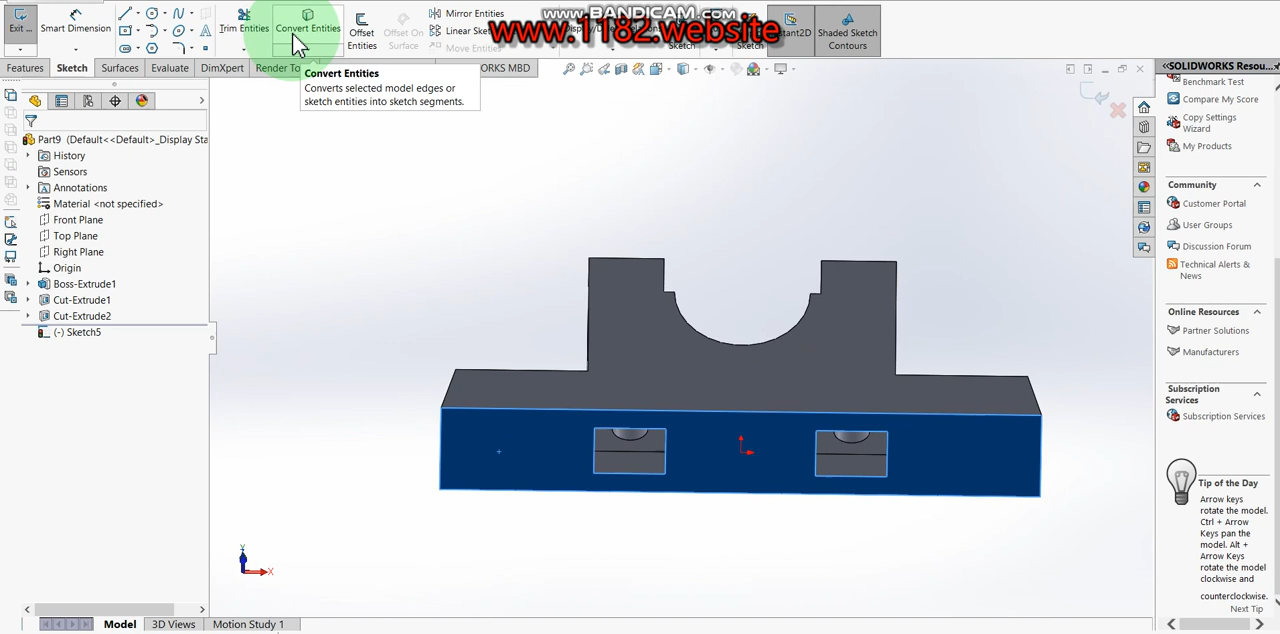 www.BANDICAM.com
www.1182.website
Exit ...
Smart Dimension
Trim Entities
Convert Entities
Offset
Entities
Offset On
Surface
Mirror Entities
Linear Sk
Move Entities
Sketch
Sketch
Instant2D
Shaded Sketch
Contours
Features
Sketch
Surfaces
Evaluate
DimXpert
Render To
ORKS MBD
Convert Entities
Converts selected model edges or
sketch entities into sketch segments.
Part9 (Default<<Default>_Display Sta
History
Sensors
Annotations
Material <not specified>
Front Plane
Top Plane
Right Plane
Origin
Boss-Extrude1
Cut-Extrude1
Cut-Extrude2
(-) Sketch5
Y
X
Model
3D Views
Motion Study 1
SOLIDWORKS Resou...
Benchmark Test
Compare My Score
Copy Settings
Wizard
My Products
Community
Customer Portal
User Groups
Discussion Forum
Technical Alerts &
News
Online Resources
Partner Solutions
Manufacturers
Subscription
Services
Subscription Services
Tip of the Day
Arrow keys
rotate the model.
Ctrl + Arrow
Keys pan the
model. Alt +
Arrow Keys
rotate the model
clockwise and
counterclockwise.
Next Tip